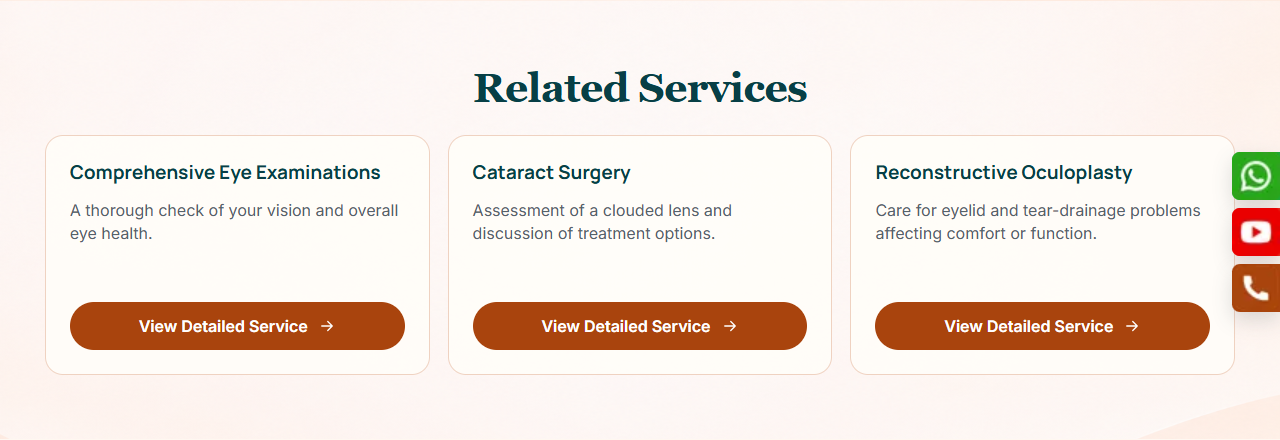 Related Services
Comprehensive Eye Examinations
A thorough check of your vision and overall
eye health.
View Detailed Service →
Cataract Surgery
Assessment of a clouded lens and
discussion of treatment options.
View Detailed Service →
Reconstructive Oculoplasty
Care for eyelid and tear-drainage problems
affecting comfort or function.
View Detailed Service →